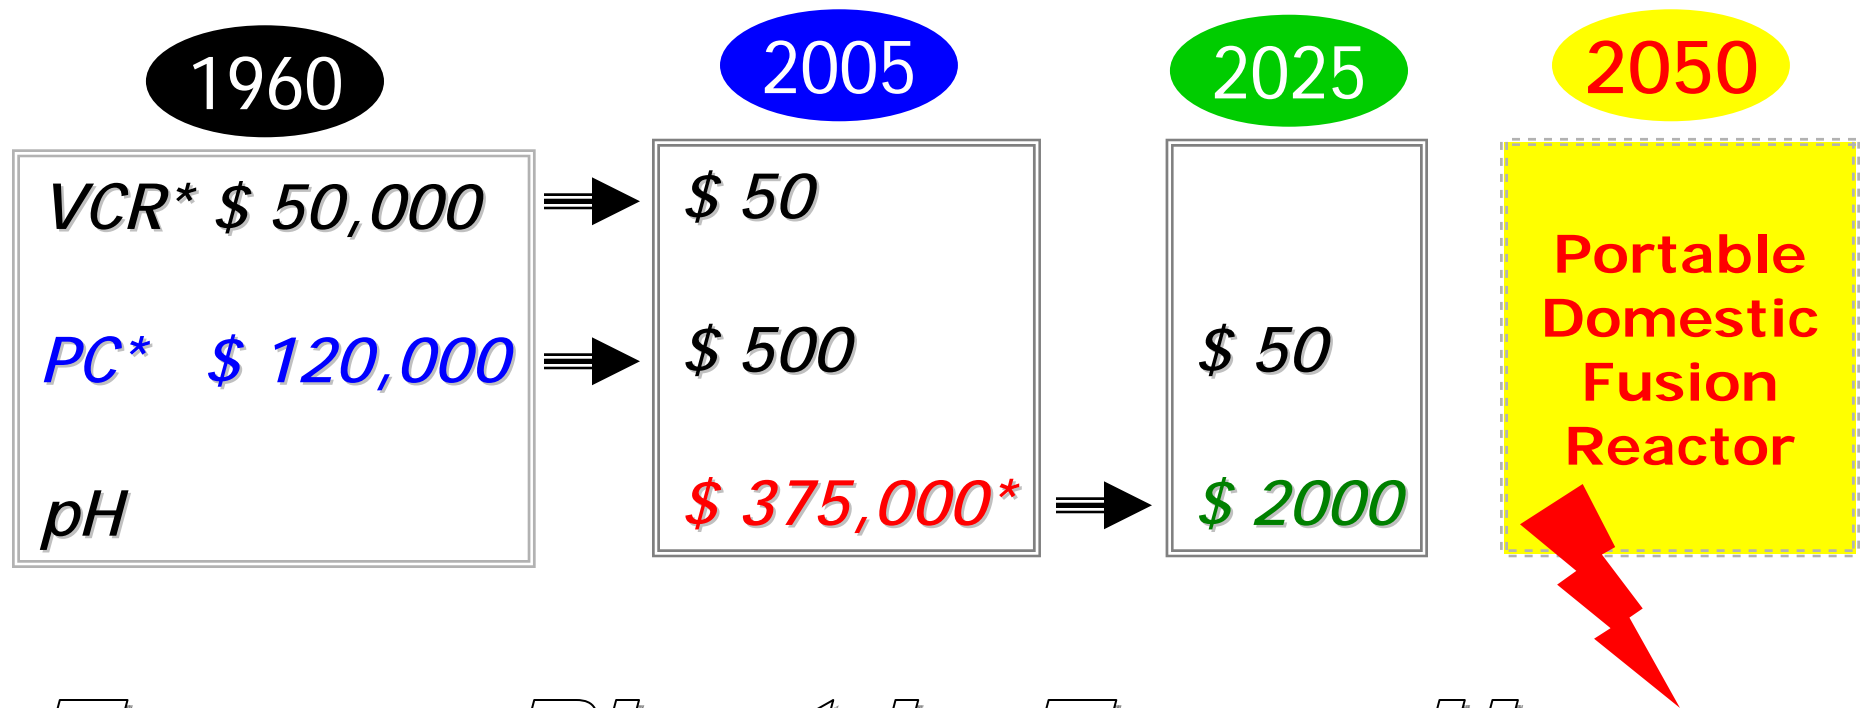 1960
VCR* $ 50,000
PC* $ 120,000
pH
2005
$ 50
$ 500
$ 375,000*
2025
$ 50
$ 2000
2050
Portable
Domestic
Fusion
Reactor